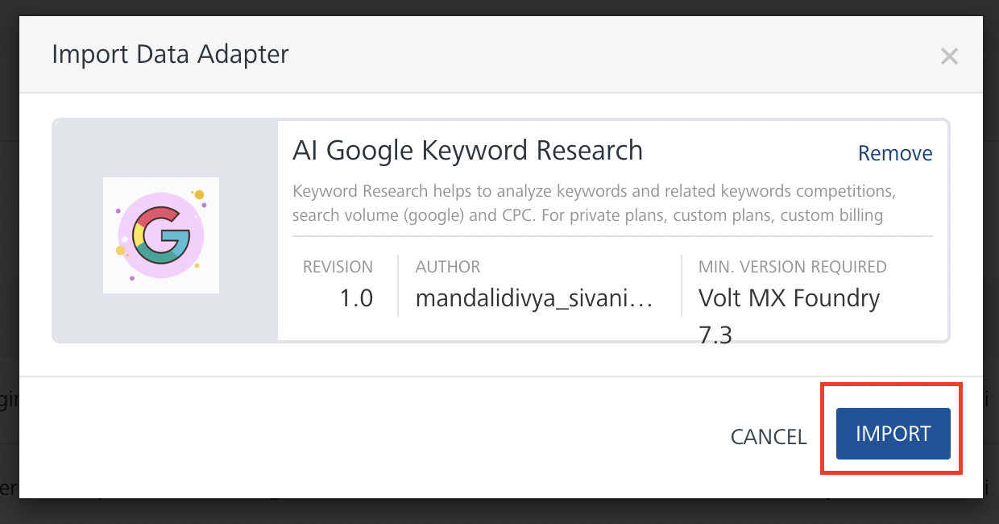 Import Data Adapter
AI Google Keyword Research
Remove
Keyword Research helps to analyze keywords and related keywords competitions,
search volume (google) and CPC. For private plans, custom plans, custom billing
REVISION
1.0
AUTHOR
mandalidivya_sivani...
MIN. VERSION REQUIRED
Volt MX Foundry
7.3
CANCEL
IMPORT